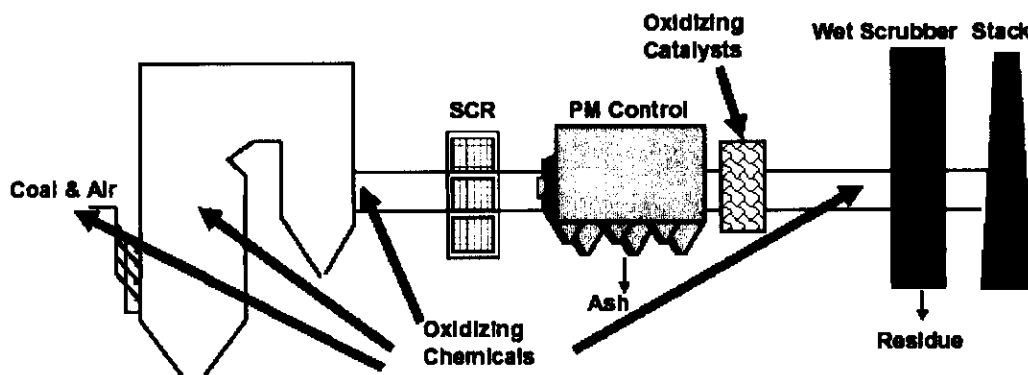 Oxidizing
Catalysts
Wet Scrubber
Stack
SCR
PM Control
Coal & Air
Ash
Oxidizing
Chemicals
Residue